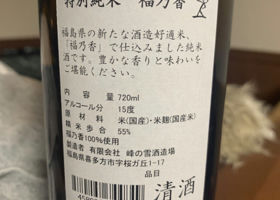 特別純米 福乃香
福島県の新たな酒造好適米、
「福乃香」で仕込みました純米
酒です。豊かな香りと味わいを
ご堪能ください。
内容量 720ml
アルコール分 15度
原材料 米(国産)・米麹(国産米)
精米歩合 55%
福乃香100%使用
製造者 有限会社 峰の雪酒造場
福島県喜多方市字桜ガ丘1-17
品目
清酒